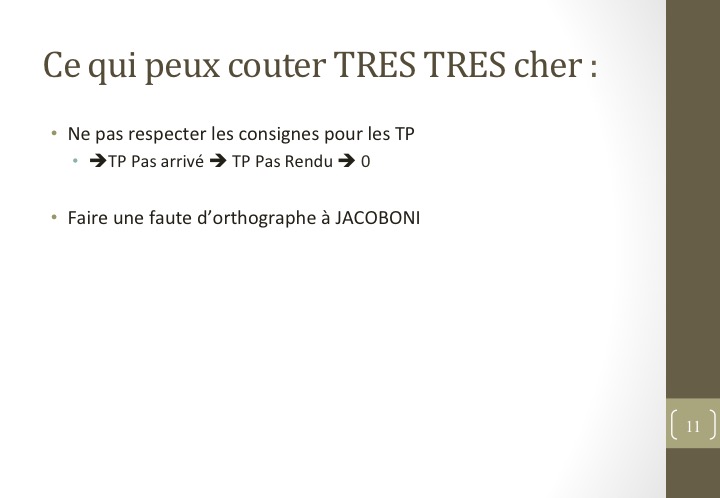 Ce qui peux couter TRES TRES cher :
• Ne pas respecter les consignes pour les TP
• ➔TP Pas arrivé ➔ TP Pas Rendu ➔ 0
• Faire une faute d’orthographe à JACOBONI
11